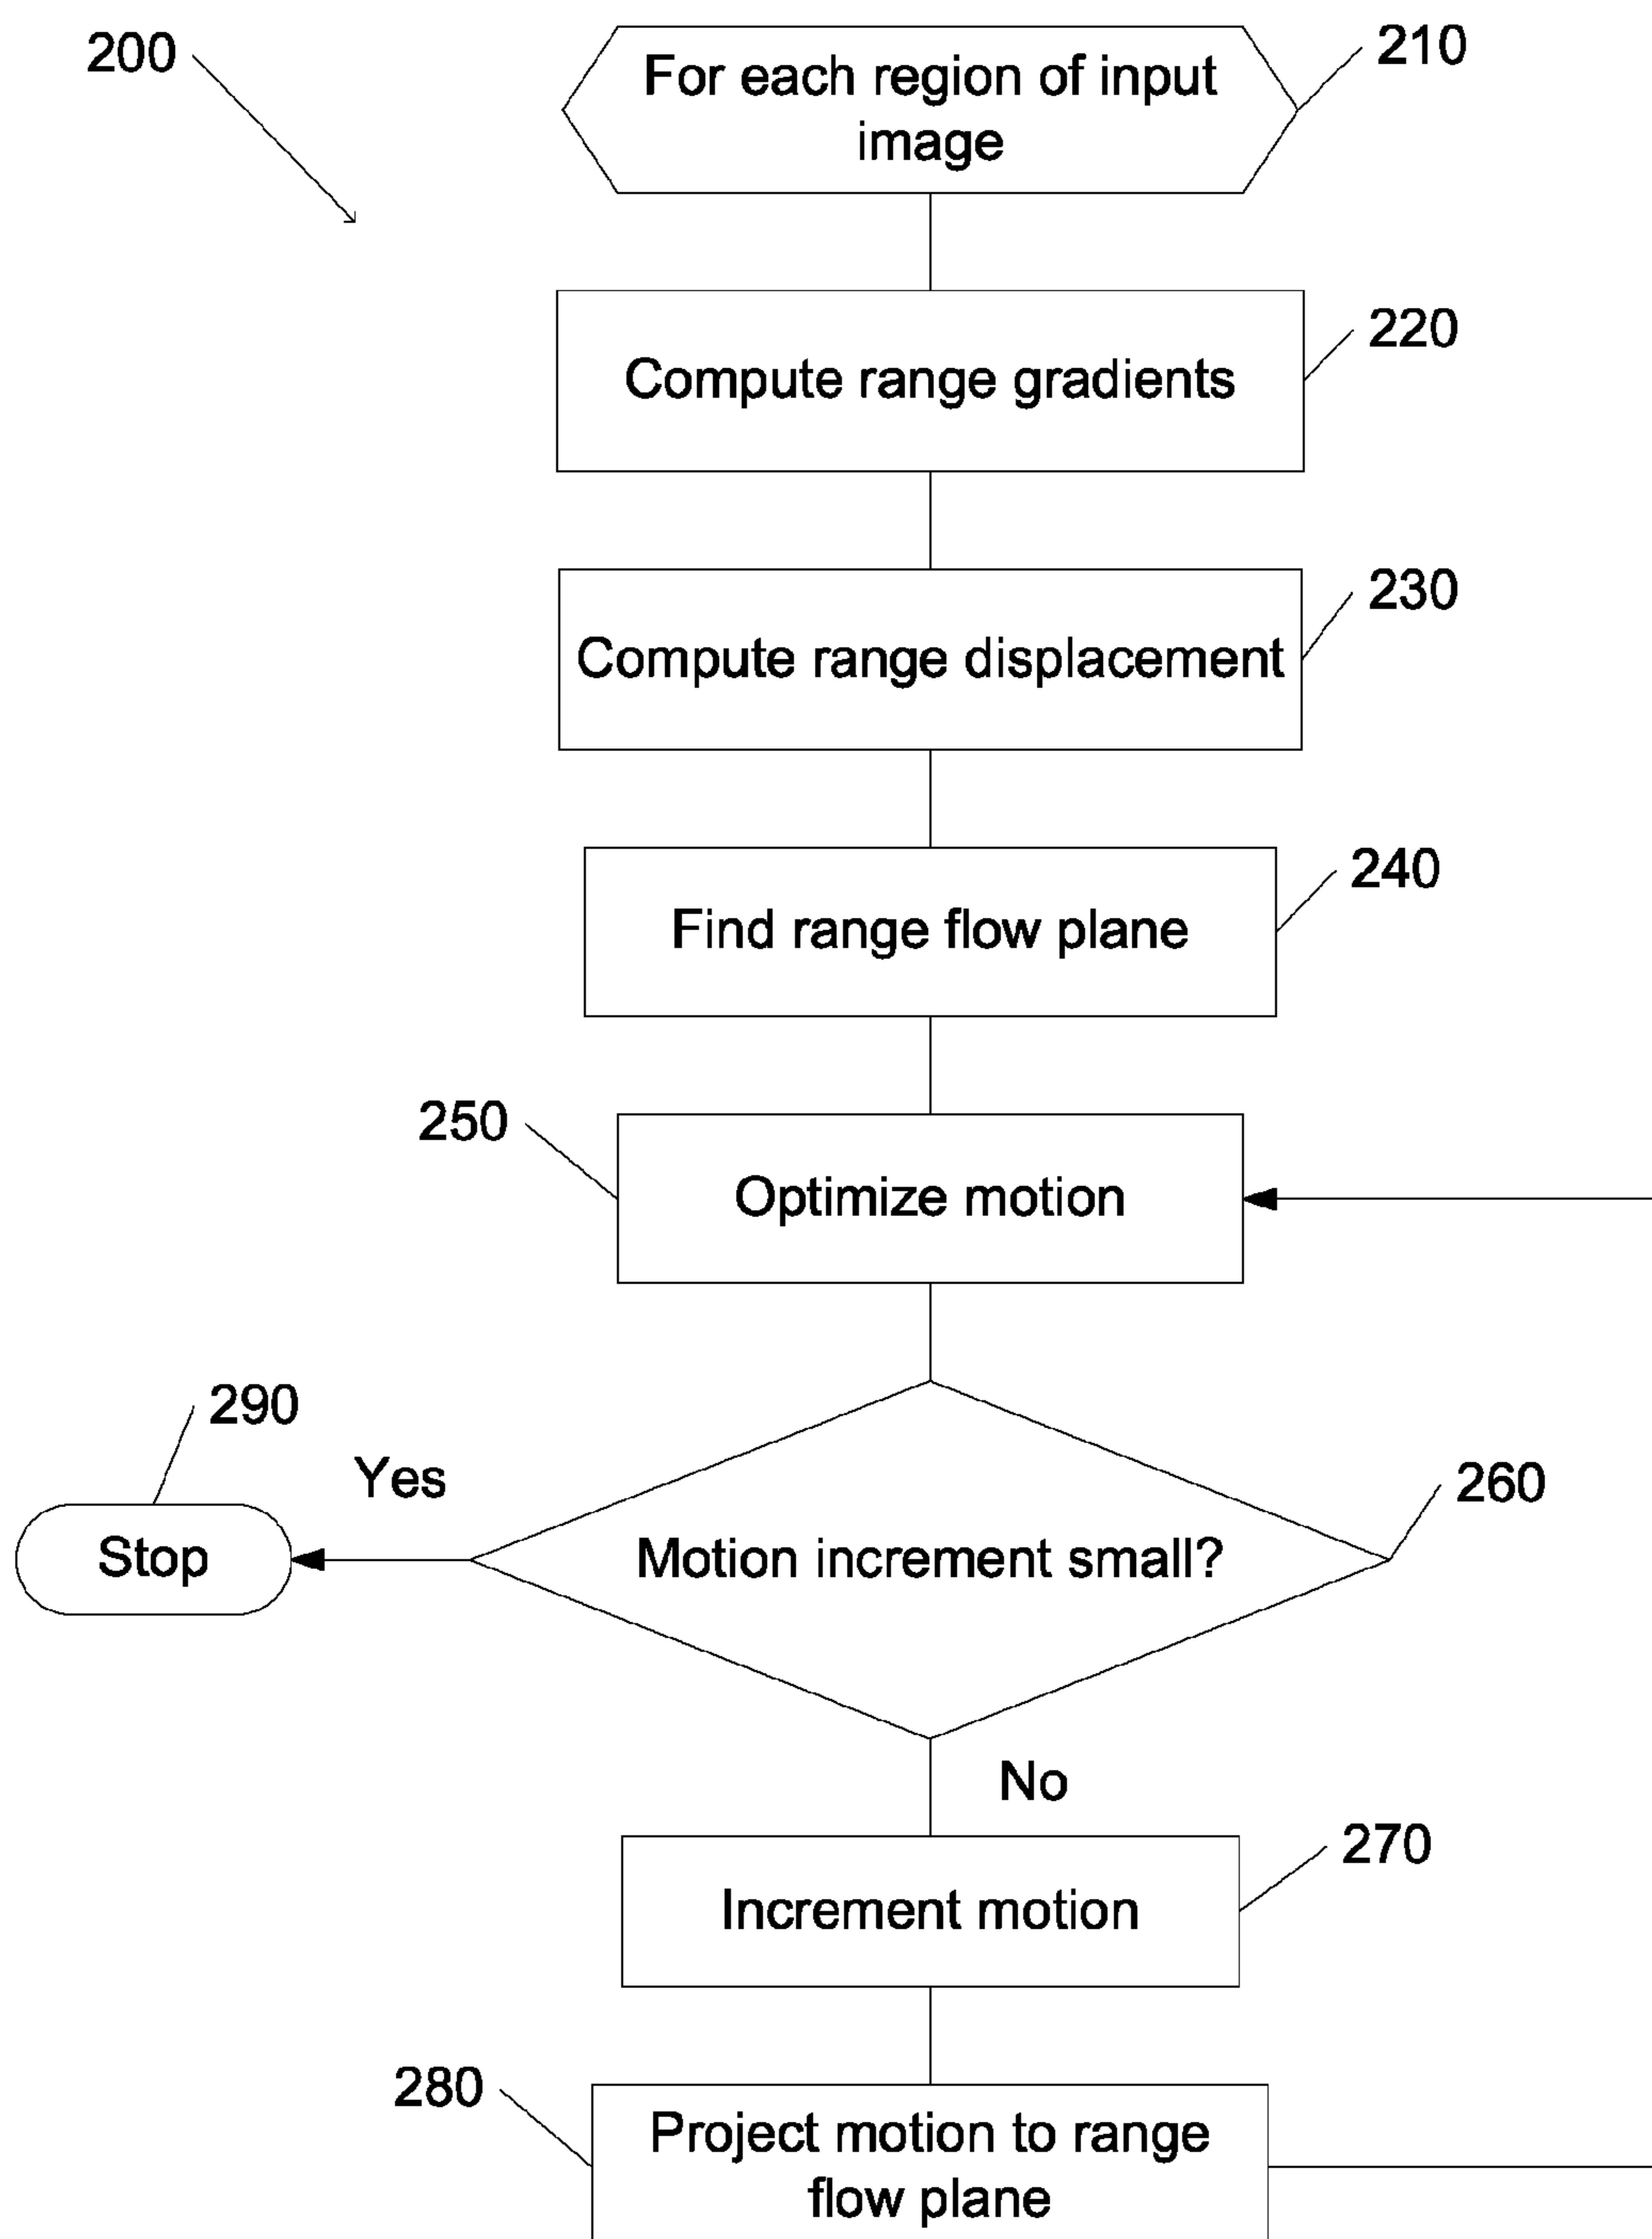 200
For each region of input
image
210
Compute range gradients
220
Compute range displacement
230
Find range flow plane
240
250
Optimize motion
290
Yes
Stop
Motion increment small?
260
No
Increment motion
270
280
Project motion to range
flow plane